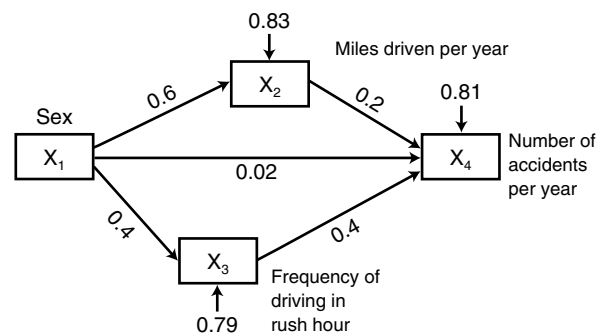 0.83
Miles driven per year
X₂
0.6
0.2
0.81
Sex
X₁
X₄
Number of
accidents
per year
0.02
0.4
0.4
X₃
Frequency of
driving in
rush hour
0.79